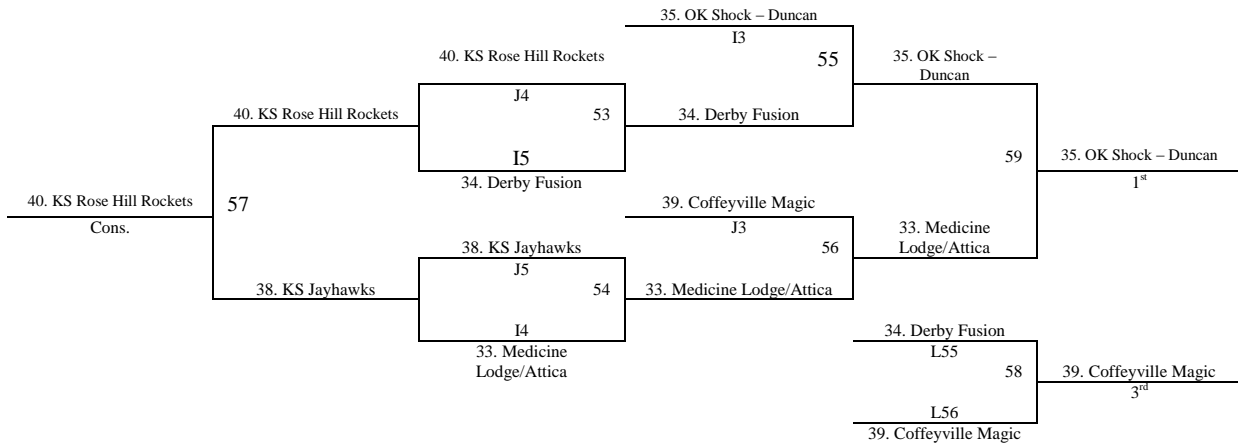 35. OK Shock – Duncan
I3
40. KS Rose Hill Rockets
55
35. OK Shock –
Duncan
J4
40. KS Rose Hill Rockets
53
34. Derby Fusion
I5
59
35. OK Shock – Duncan
34. Derby Fusion
1st
40. KS Rose Hill Rockets
57
39. Coffeyville Magic
Cons.
J3
33. Medicine
Lodge/Attica
38. KS Jayhawks
56
J5
38. KS Jayhawks
54
33. Medicine Lodge/Attica
I4
34. Derby Fusion
33. Medicine
Lodge/Attica
L55
58
39. Coffeyville Magic
3rd
L56
39. Coffeyville Magic